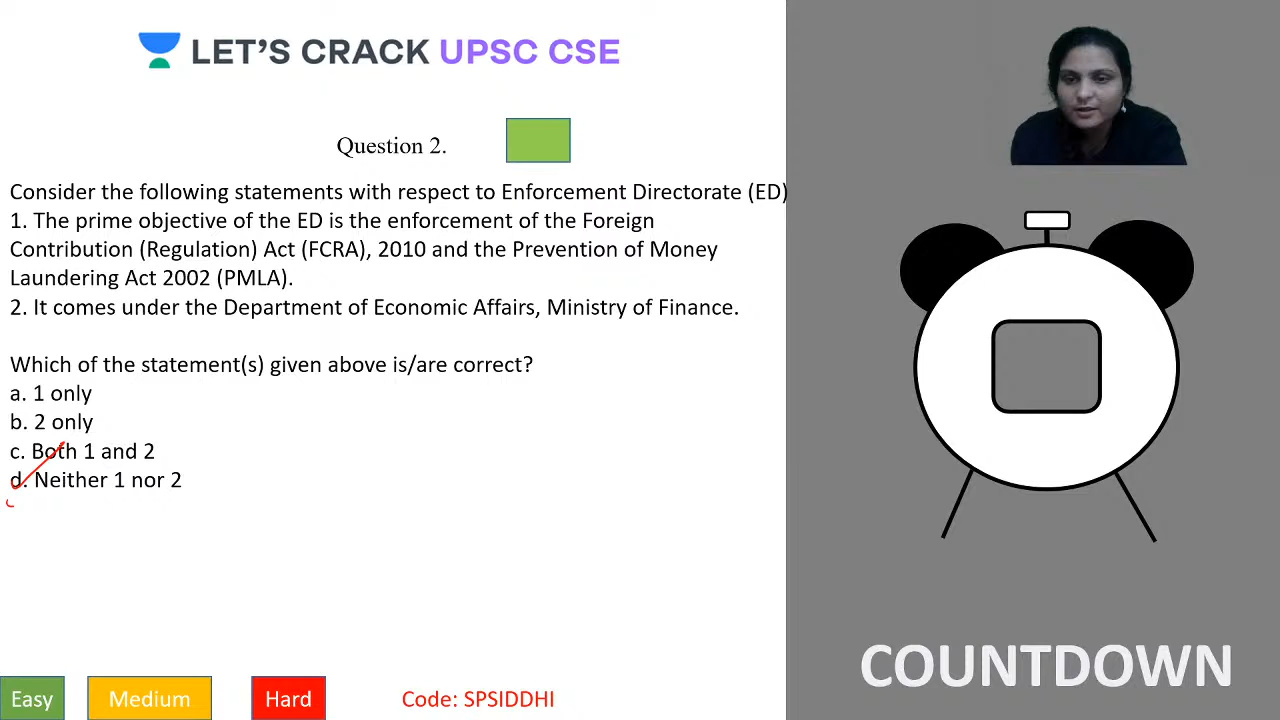 LET'S CRACK UPSC CSE
Question 2.
Consider the following statements with respect to Enforcement Directorate (ED)
1. The prime objective of the ED is the enforcement of the Foreign
Contribution (Regulation) Act (FCRA), 2010 and the Prevention of Money
Laundering Act 2002 (PMLA).
2. It comes under the Department of Economic Affairs, Ministry of Finance.
Which of the statement(s) given above is/are correct?
a. 1 only
b. 2 only
c. Both 1 and 2
d. Neither 1 nor 2
COUNTDOWN
Easy
Medium
Hard
Code: SPSIDDHI